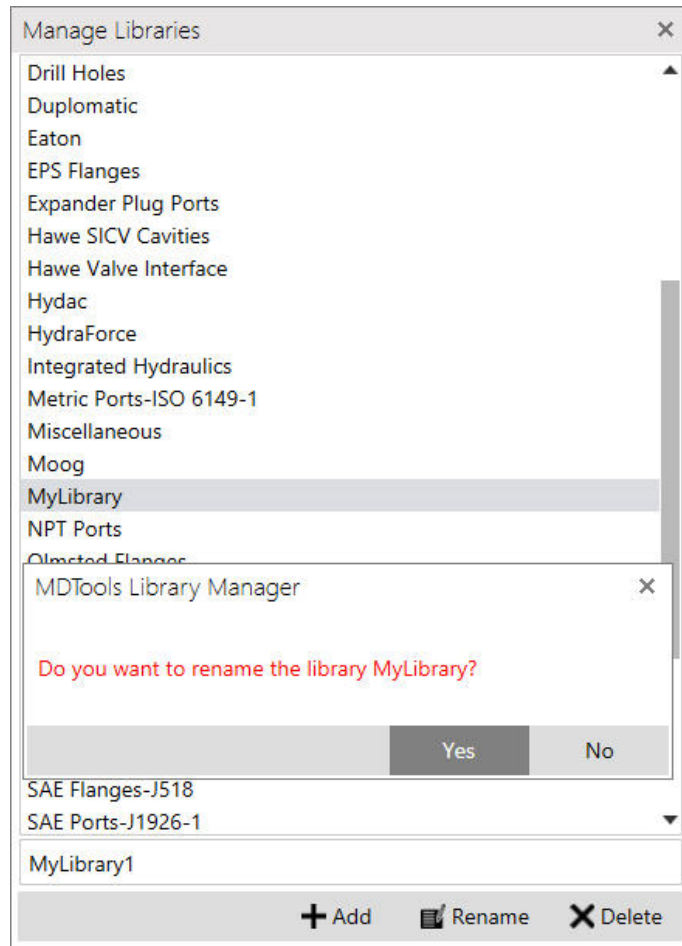 Manage Libraries
Drill Holes
Duplomatic
Eaton
EPS Flanges
Expander Plug Ports
Hawe SICV Cavities
Hawe Valve Interface
Hydac
HydraForce
Integrated Hydraulics
Metric Ports-ISO 6149-1
Miscellaneous
Moog
MyLibrary
NPT Ports
Olmsted Flanges
MDTools Library Manager
Do you want to rename the library MyLibrary?
Yes No
SAE Flanges-J518
SAE Ports-J1926-1
MyLibrary1
Add Rename Delete